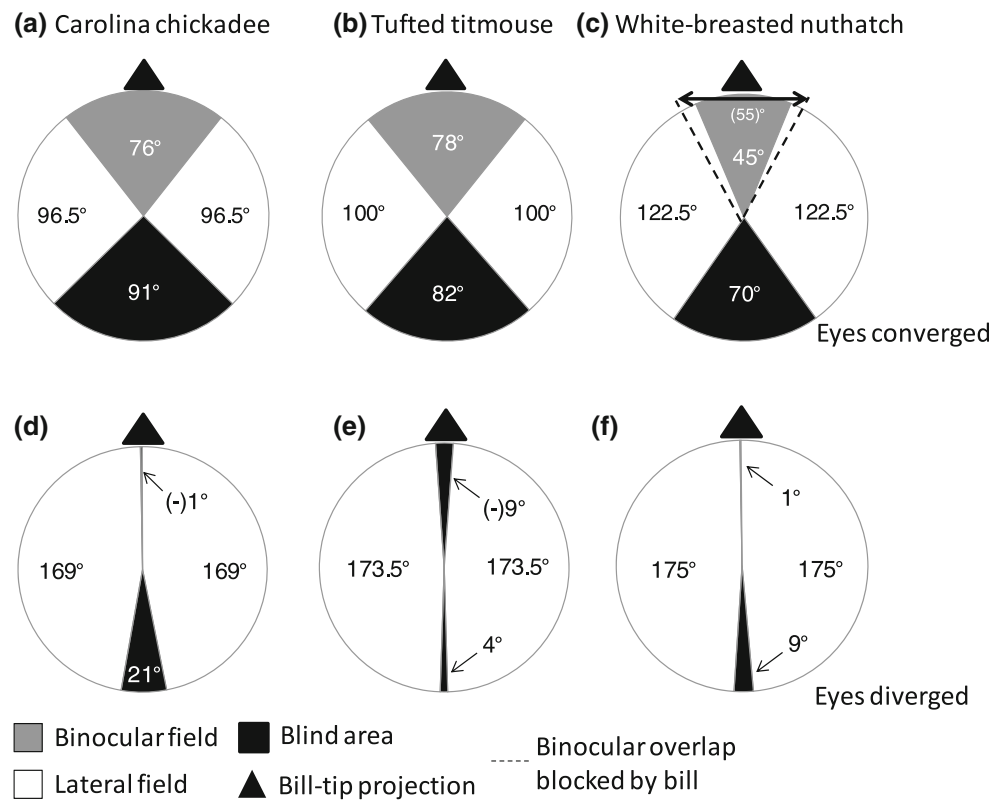 (a) Carolina chickadee
(b) Tufted titmouse
(c) White-breasted nuthatch
76°
96.5°
96.5°
91°
78°
100°
100°
82°
(55)°
45°
122.5°
122.5°
70°
Eyes converged
(d)
(-)1°
169°
169°
21°
(e)
(-)9°
173.5°
173.5°
4°
(f)
1°
175°
175°
9°
Eyes diverged
Binocular field
Blind area
Binocular overlap
blocked by bill
Lateral field
Bill-tip projection